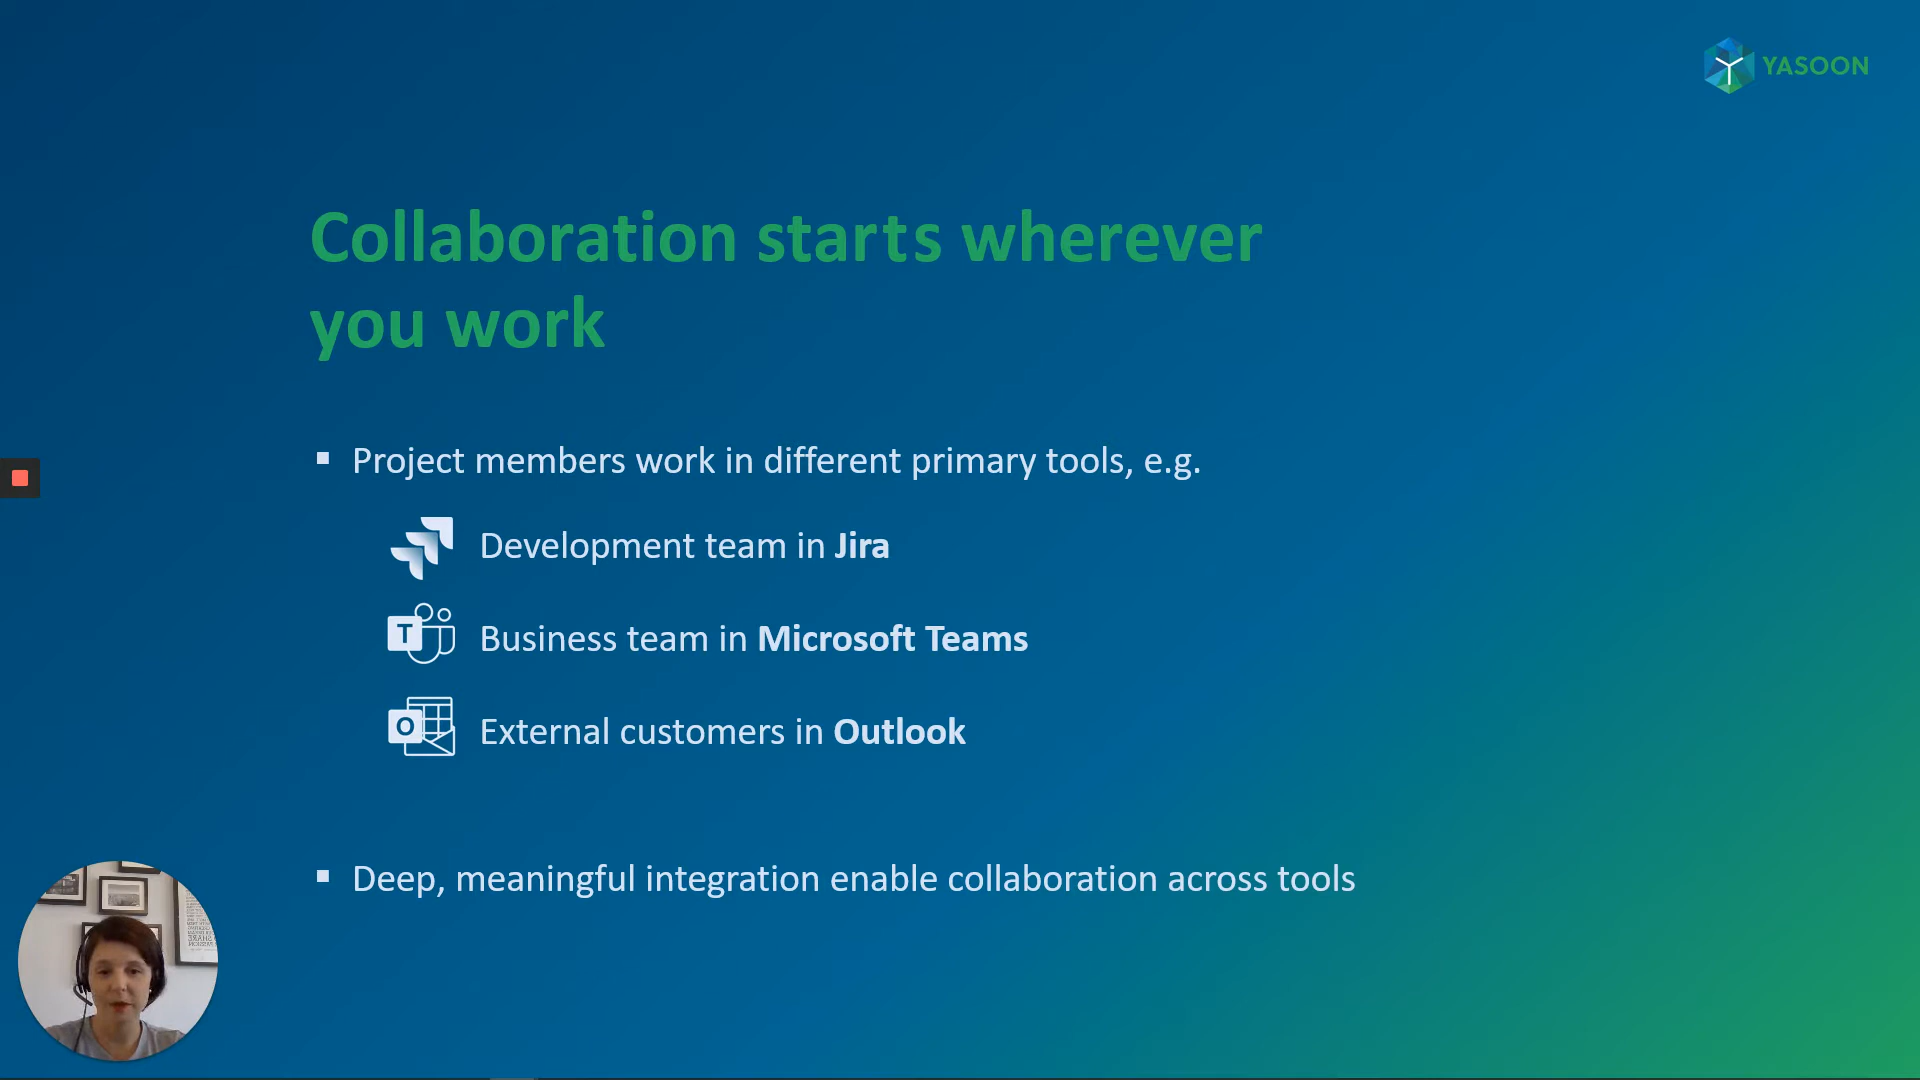 YASOON
Collaboration starts wherever
you work
Project members work in different primary tools, e.g.
Development team in Jira
T
Business team in Microsoft Teams
O
External customers in Outlook
Deep, meaningful integration enable collaboration across tools